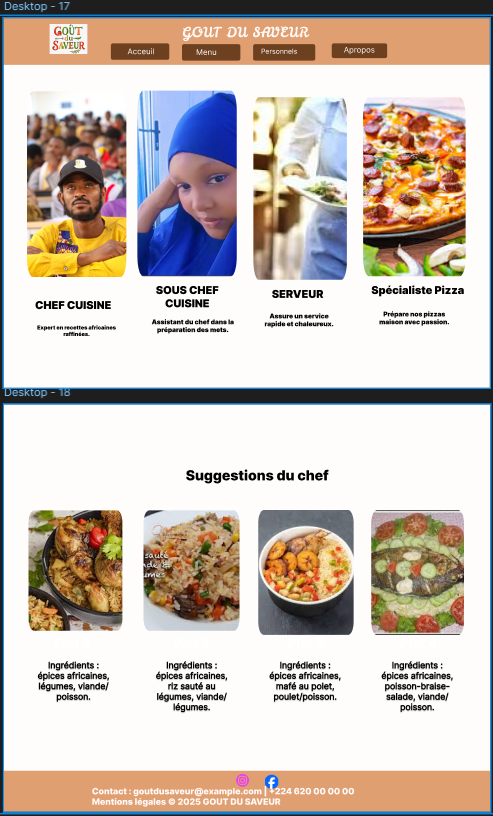 Desktop - 17
GOÛT du SAVEUR
GOUT DU SAVEUR
Acceuil
Menu
Personnels
Apropos
CHEF CUISINE
Expert en recettes africaines
raffinées.
SOUS CHEF
CUISINE
Assistant du chef dans la
préparation des mets.
SERVEUR
Assure un service
rapide et chaleureux.
Spécialiste Pizza
Prépare nos pizzas
maison avec passion.
Desktop - 18
Suggestions du chef
sauté
umes
Ingrédients :
épices africaines,
légumes, viande/
poisson.
Ingrédients :
épices africaines,
riz sauté au
légumes, viande/
légumes.
Ingrédients :
épices africaines,
mafé au polet,
poulet/poisson.
Ingrédients :
épices africaines,
poisson-braise-
salade, viande/
poisson.
Contact : goutdusaveur@example.com | +224 620 00 00 00
Mentions légales © 2025 GOUT DU SAVEUR